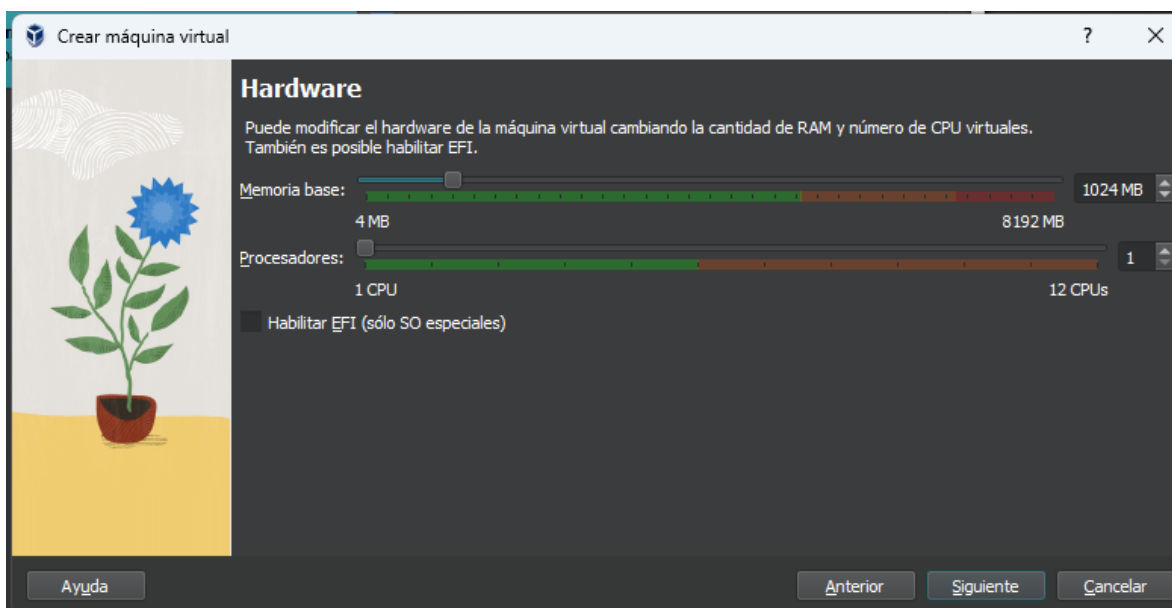 Crear máquina virtual
?
Hardware
Puede modificar el hardware de la máquina virtual cambiando la cantidad de RAM y número de CPU virtuales.
También es posible habilitar EFI.
Memoria base:
1024 MB
4 MB
8192 MB
Procesadores:
1
1 CPU
12 CPUs
Habilitar EFI (sólo SO especiales)
Ayuda
Anterior
Siguiente
Cancelar